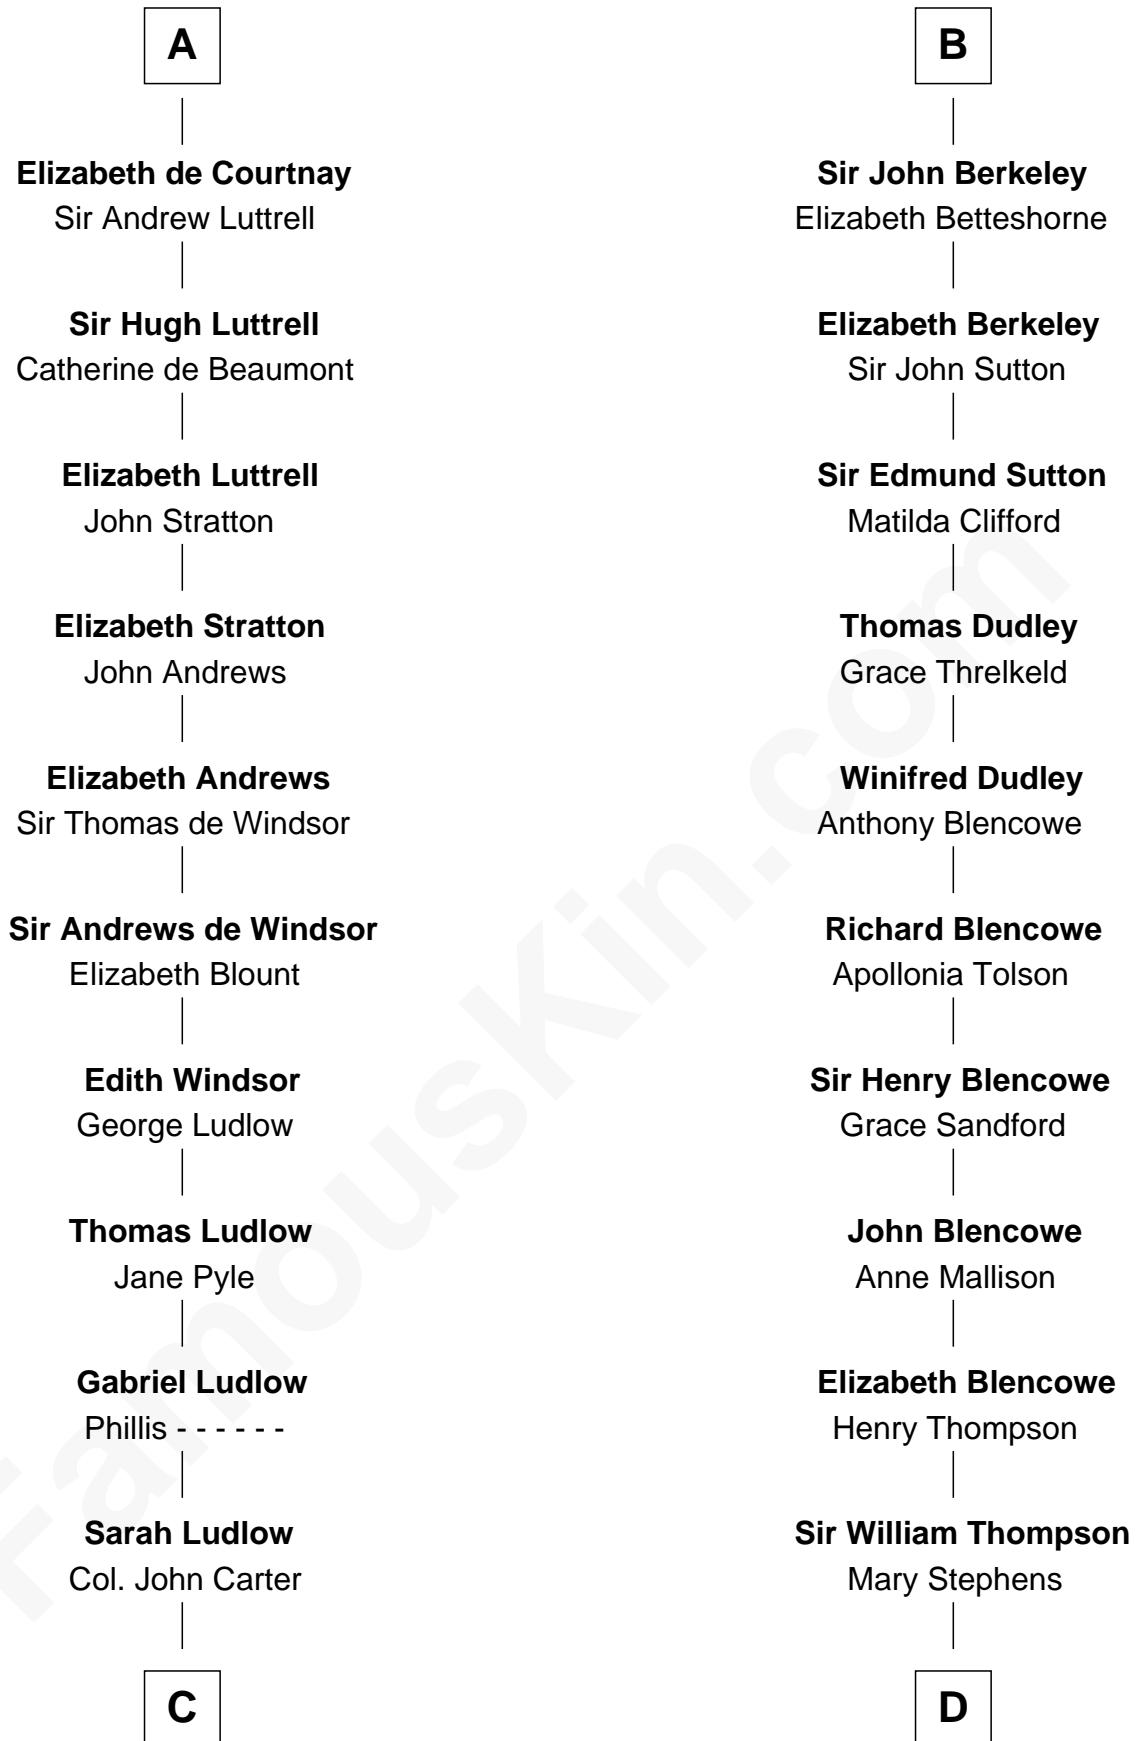 A
Elizabeth de Courtnay
Sir Andrew Luttrell
Sir Hugh Luttrell
Catherine de Beaumont
Elizabeth Luttrell
John Stratton
Elizabeth Stratton
John Andrews
Elizabeth Andrews
Sir Thomas de Windsor
Sir Andrews de Windsor
Elizabeth Blount
Edith Windsor
George Ludlow
Thomas Ludlow
Jane Pyle
Gabriel Ludlow
Phillis - - - - - -
Sarah Ludlow
Col. John Carter
C
B
Sir John Berkeley
Elizabeth Betteshorne
Elizabeth Berkeley
Sir John Sutton
Sir Edmund Sutton
Matilda Clifford
Thomas Dudley
Grace Threlkeld
Winifred Dudley
Anthony Blencowe
Richard Blencowe
Apollonia Tolson
Sir Henry Blencowe
Grace Sandford
John Blencowe
Anne Mallison
Elizabeth Blencowe
Henry Thompson
Sir William Thompson
Mary Stephens
D
FamousKin.com